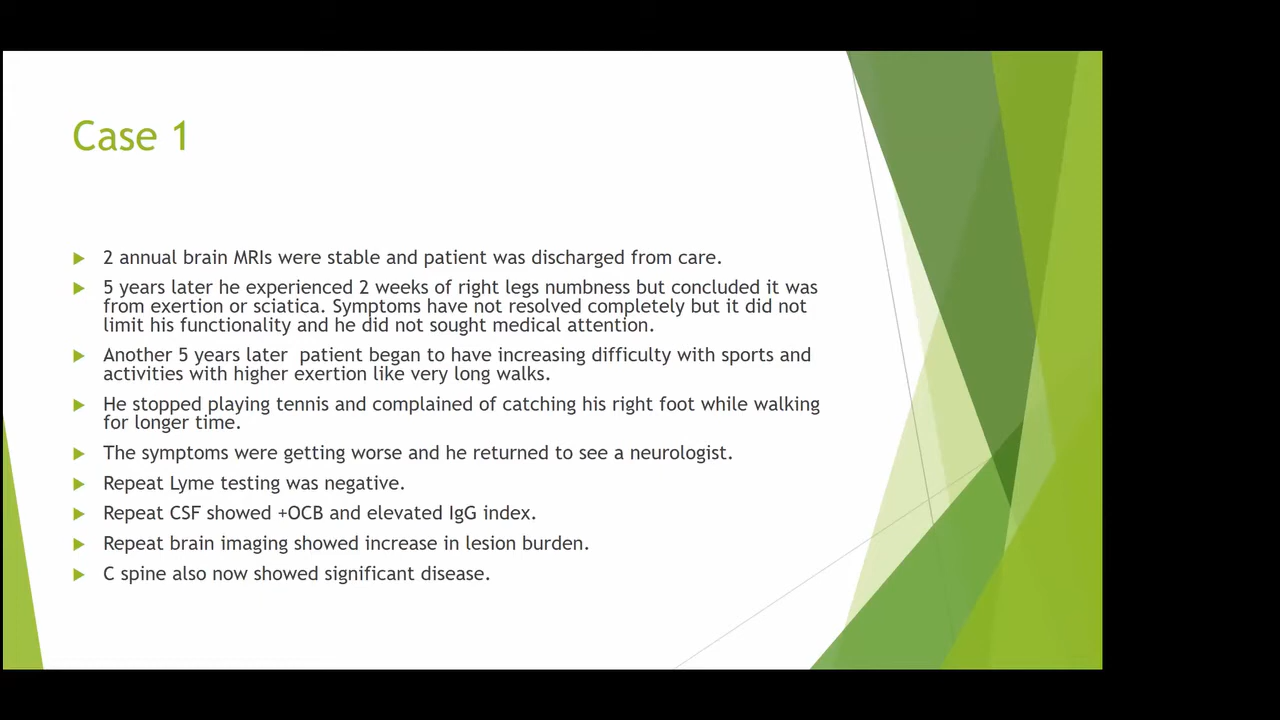 Case 1
2 annual brain MRIs were stable and patient was discharged from care.
5 years later he experienced 2 weeks of right legs numbness but concluded it was
from exertion or sciatica. Symptoms have not resolved completely but it did not
limit his functionality and he did not sought medical attention.
Another 5 years later  patient began to have increasing difficulty with sports and
activities with higher exertion like very long walks.
He stopped playing tennis and complained of catching his right foot while walking
for longer time.
The symptoms were getting worse and he returned to see a neurologist.
Repeat Lyme testing was negative.
Repeat CSF showed +OCB and elevated IgG index.
Repeat brain imaging showed increase in lesion burden.
C spine also now showed significant disease.